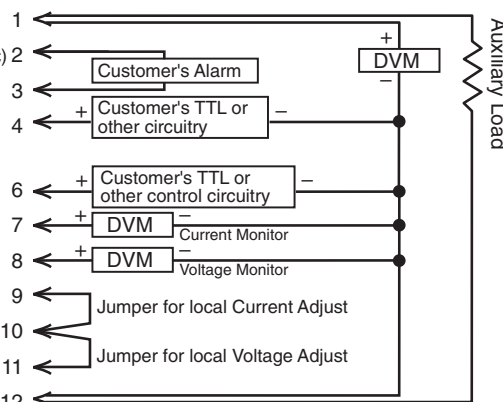 1
+
DVM
–
Auxiliary Load
) 2
Customer's Alarm
3
4
+
Customer's TTL or
other circuitry
–
6
+
Customer's TTL or
other control circuitry
–
7
+
DVM
–
Current Monitor
8
+
DVM
–
Voltage Monitor
9
Jumper for local Current Adjust
10
11
Jumper for local Voltage Adjust
12